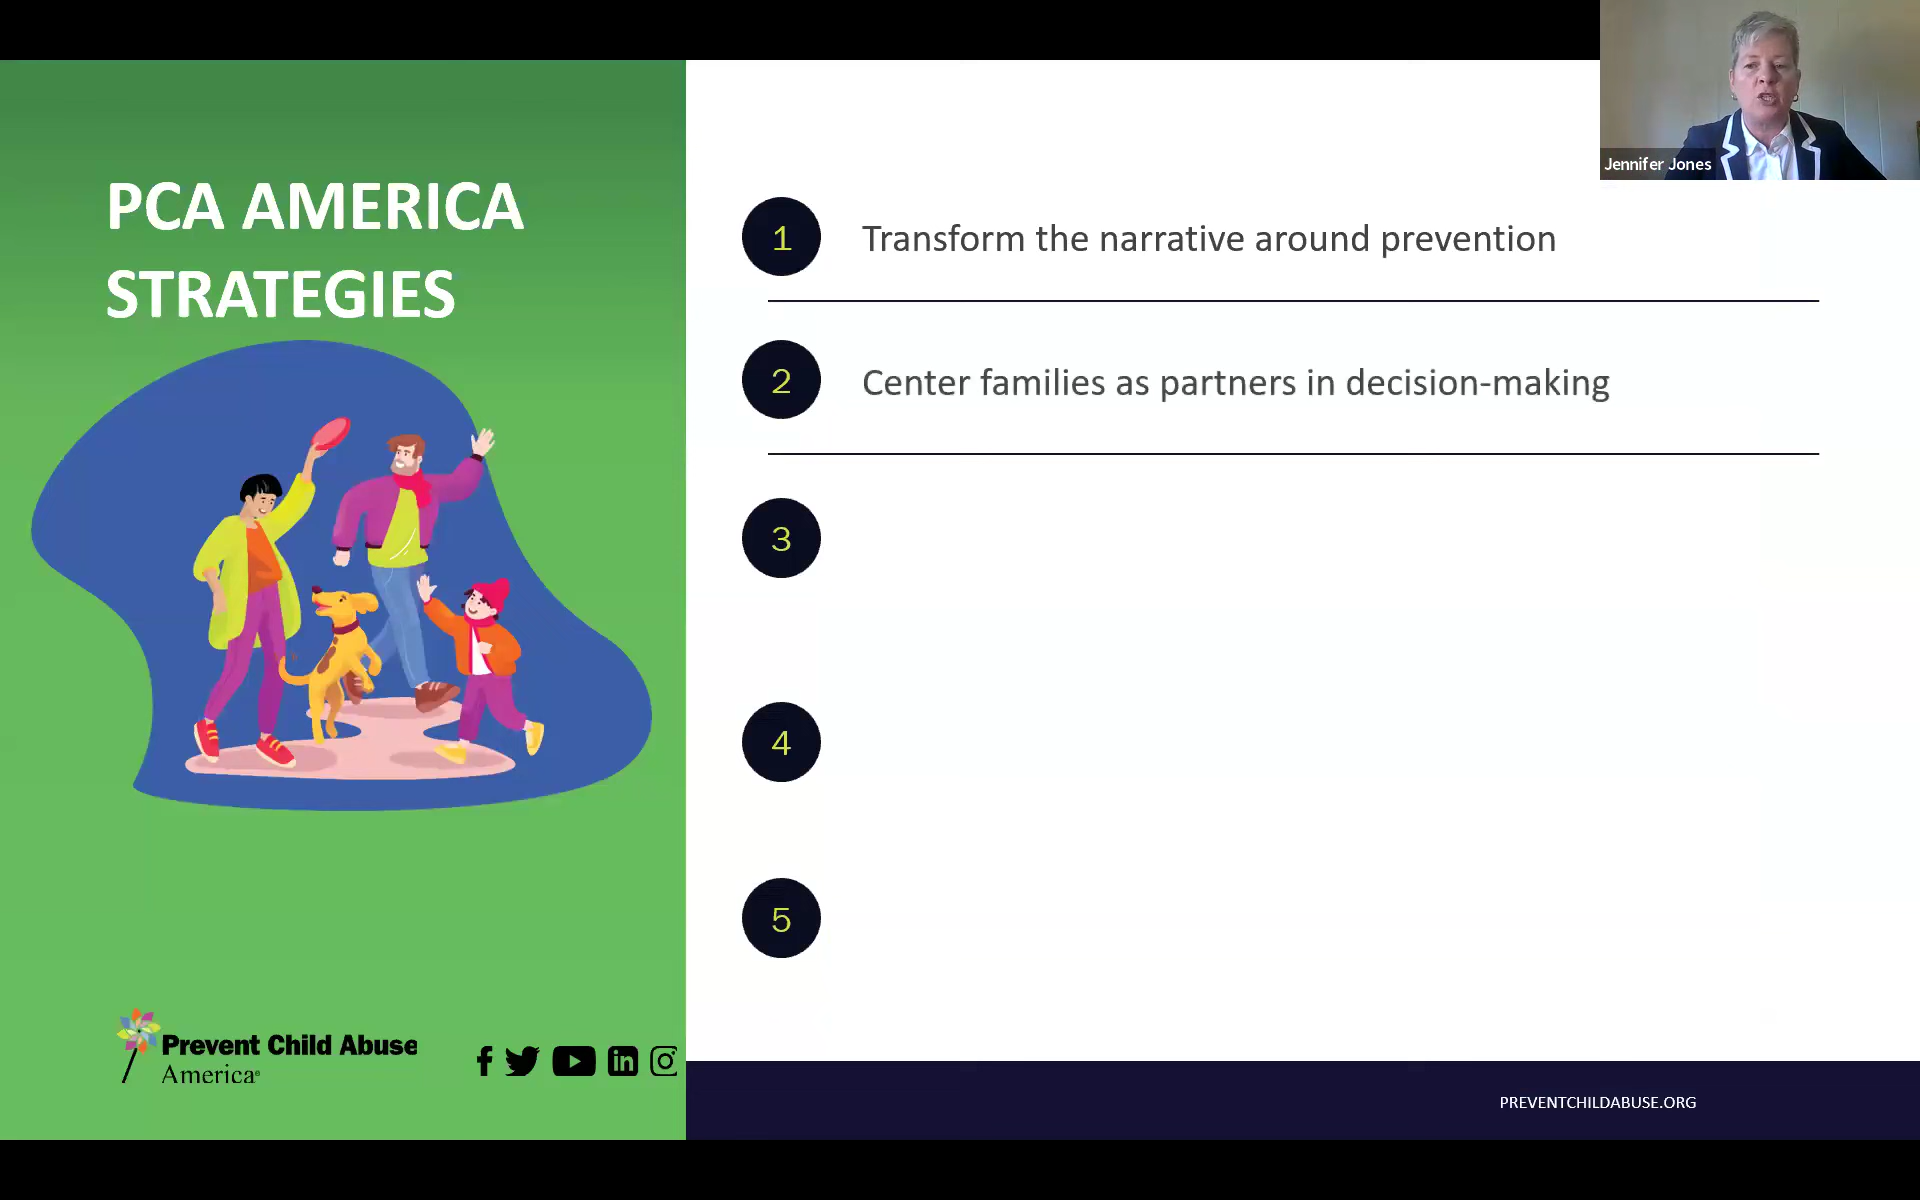 PCA AMERICA
STRATEGIES
Jennifer Jones
1 Transform the narrative around prevention
2 Center families as partners in decision-making
3
4
5
Prevent Child Abuse
America®
PREVENTCHILDABUSE.ORG